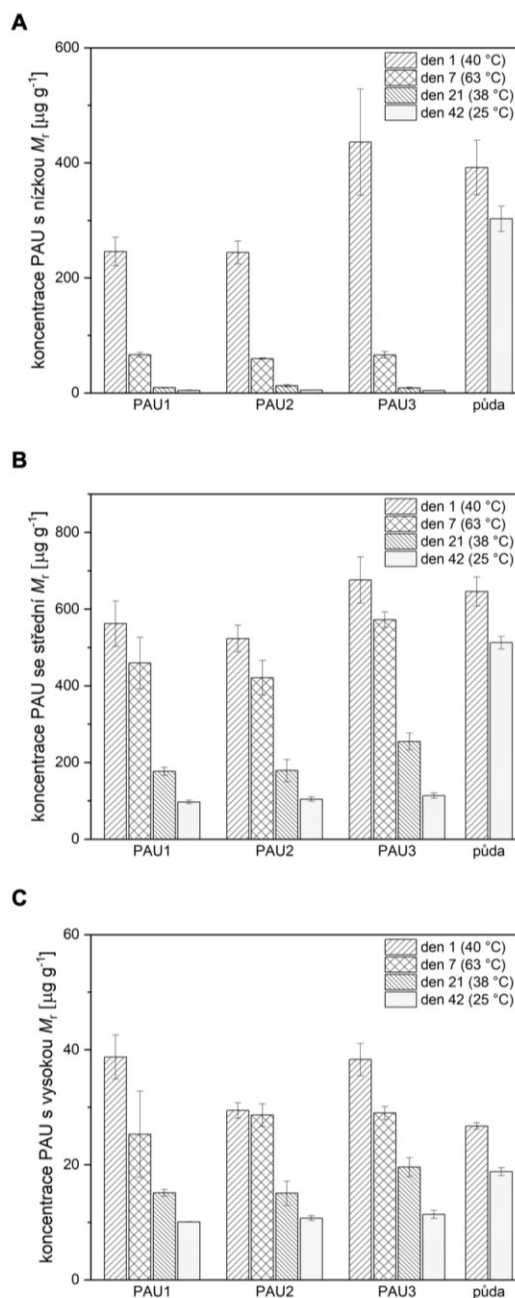 A
koncentrace PAU s nízkou Mr [µg g-1]
600
400
200
0
den 1 (40 °C)
den 7 (63 °C)
den 21 (38 °C)
den 42 (25 °C)
PAU1 PAU2 PAU3 půda
B
koncentrace PAU se střední Mr [µg g-1]
800
600
400
200
0
den 1 (40 °C)
den 7 (63 °C)
den 21 (38 °C)
den 42 (25 °C)
PAU1 PAU2 PAU3 půda
C
koncentrace PAU s vysokou Mr [µg g-1]
60
40
20
0
den 1 (40 °C)
den 7 (63 °C)
den 21 (38 °C)
den 42 (25 °C)
PAU1 PAU2 PAU3 půda